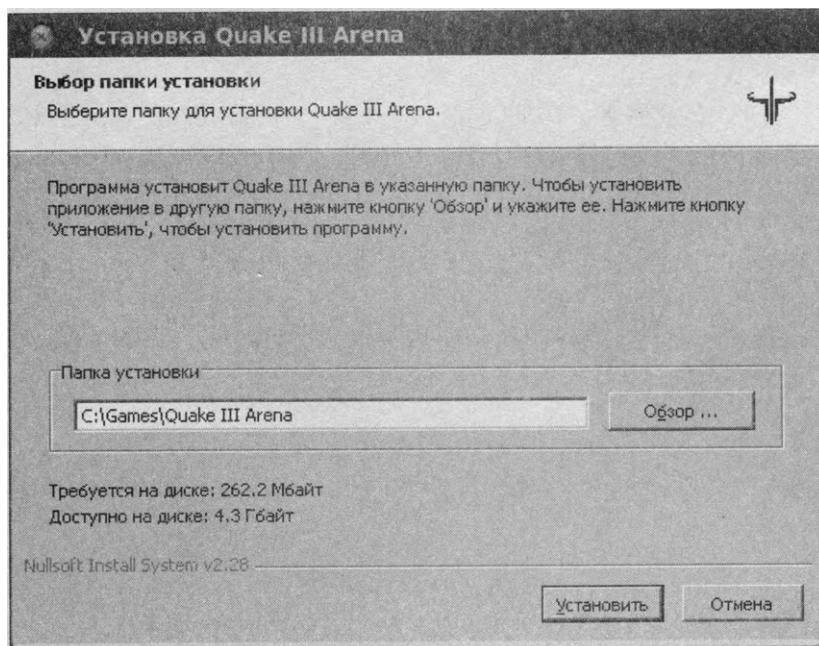 Установка Quake III Arena
Выбор папки установки
Выберите папку для установки Quake III Arena.
Программа установит Quake III Arena в указанную папку. Чтобы установить
приложение в другую папку, нажмите кнопку 'Обзор' и укажите ее. Нажмите кнопку
'Установить', чтобы установить программу.
Папка установки
C:\Games\Quake III Arena
Обзор ...
Требуется на диске: 262.2 Мбайт
Доступно на диске: 4.3 Гбайт
Nullsoft Install System v2.28
Установить
Отмена